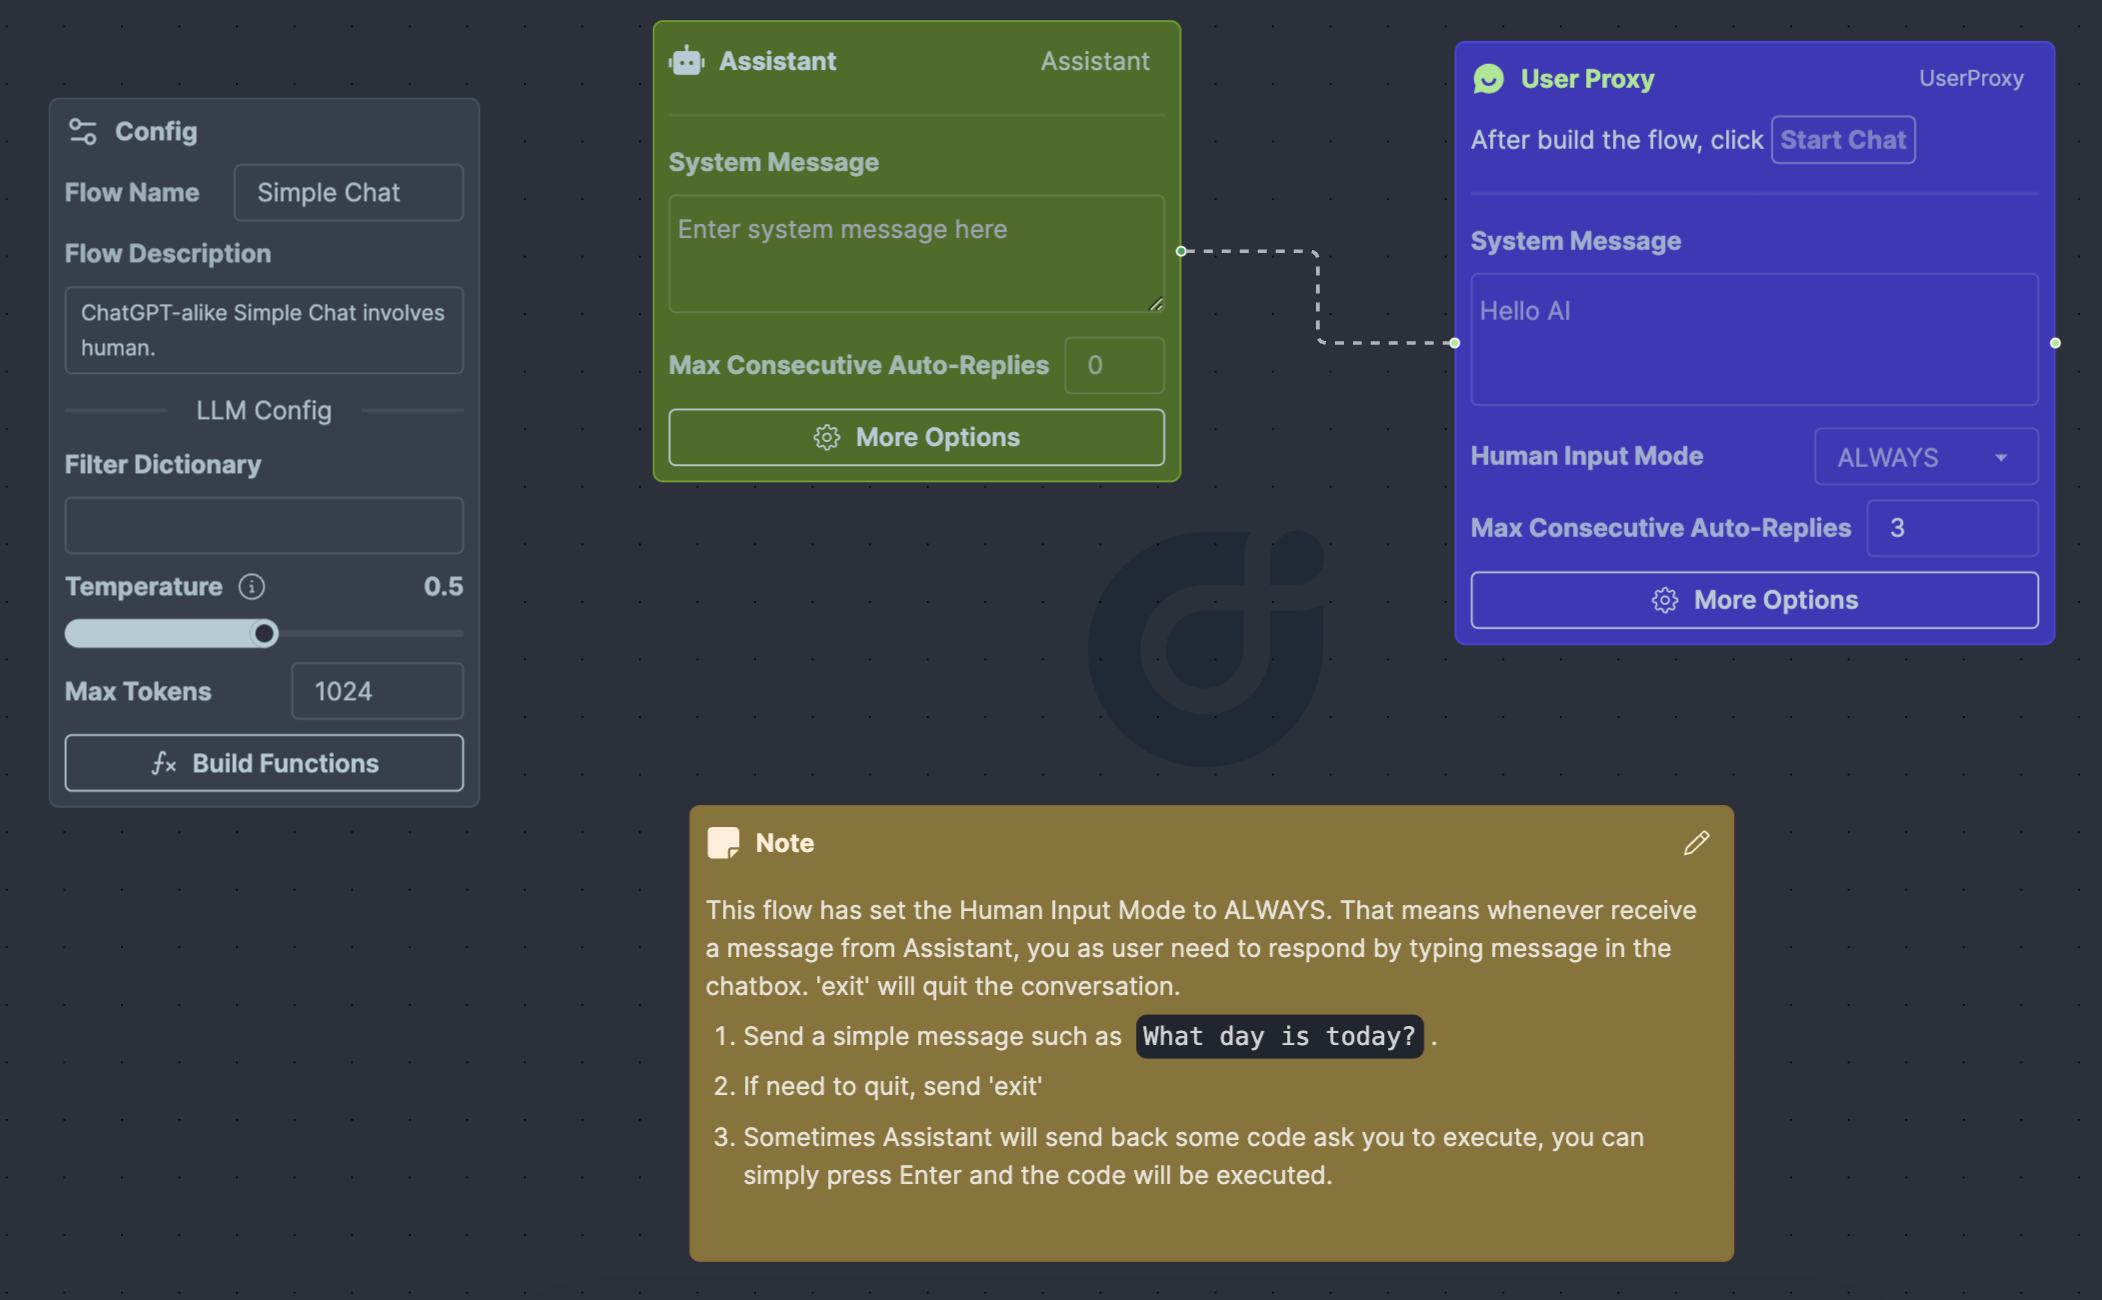 Config
Flow Name
Simple Chat
Flow Description
ChatGPT-alike Simple Chat involves
human.
LLM Config
Filter Dictionary
Temperature
0.5
Max Tokens
1024
Build Functions
Assistant
Assistant
System Message
Enter system message here
Max Consecutive Auto-Replies
0
More Options
User Proxy
UserProxy
After build the flow, click Start Chat
System Message
Hello AI
Human Input Mode
ALWAYS
Max Consecutive Auto-Replies
3
More Options
Note
This flow has set the Human Input Mode to ALWAYS. That means whenever receive
a message from Assistant, you as user need to respond by typing message in the
chatbox. 'exit' will quit the conversation.
1. Send a simple message such as What day is today? .
2. If need to quit, send 'exit'
3. Sometimes Assistant will send back some code ask you to execute, you can
simply press Enter and the code will be executed.